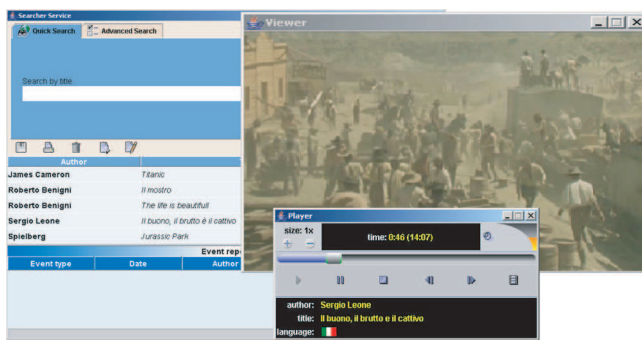 Searcher Service
Quick Search
Advanced Search
Search by title:
Author
James Cameron
Titanic
Roberto Benigni
Il mostro
Roberto Benigni
The life is beautifull
Sergio Leone
Il buono, il brutto è il cattivo
Spielberg
Jurassic Park
Event repo
Event type
Date
Author
Viewer
Player
size: 1x
time: 0:46 (14:07)
author: Sergio Leone
title: Il buono, il brutto e il cattivo
language: